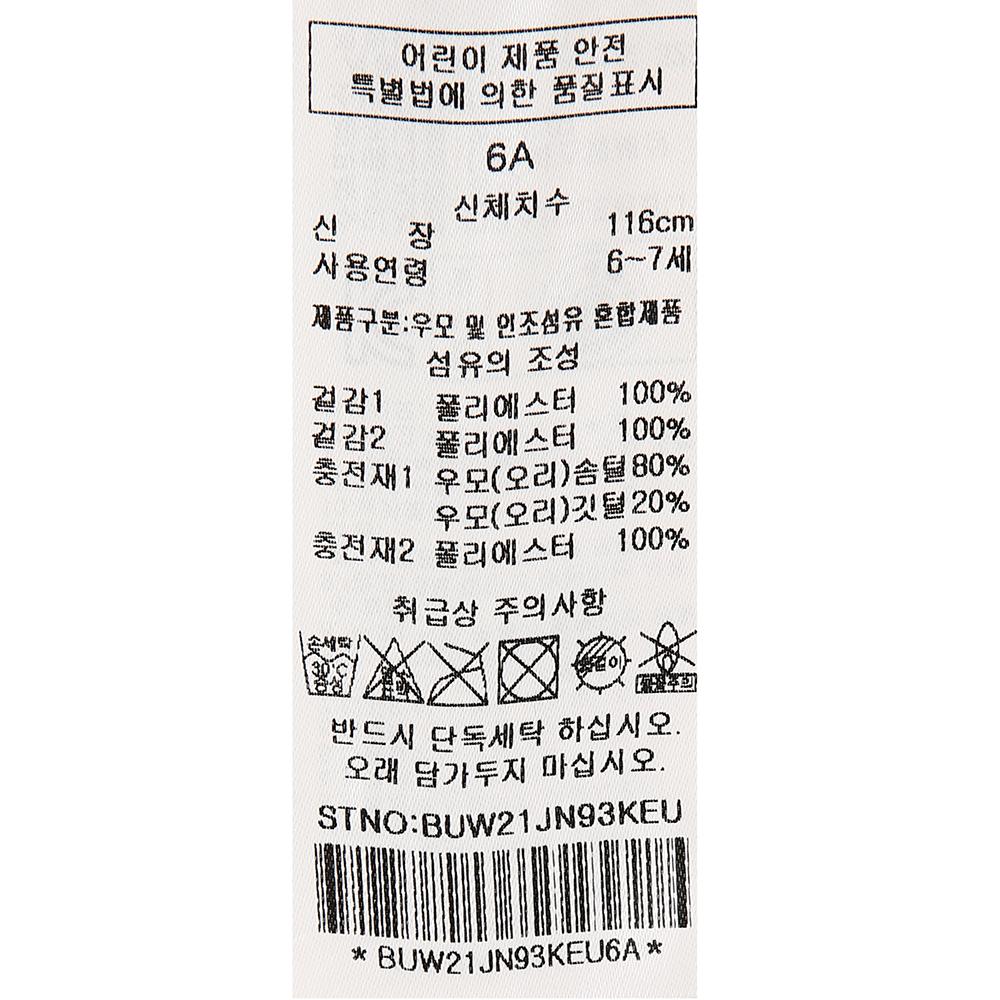 어린이 제품 안전
특별법에 의한 품질표시
6A
신체치수
신 장 116cm
사용연령 6~7세
제품구분:우모 및 인조섬유 혼합제품
섬유의 조성
겉감1 폴리에스터 100%
겉감2 폴리에스터 100%
충전재1 우모(오리)솜털80%
우모(오리)깃털20%
충전재2 폴리에스터 100%
취급상 주의사항
손세탁
30℃
중성
옷걸이
반드시 단독세탁 하십시오.
오래 담가두지 마십시오.
STNO:BUW21JN93KEU
* BUW21JN93KEU6A *